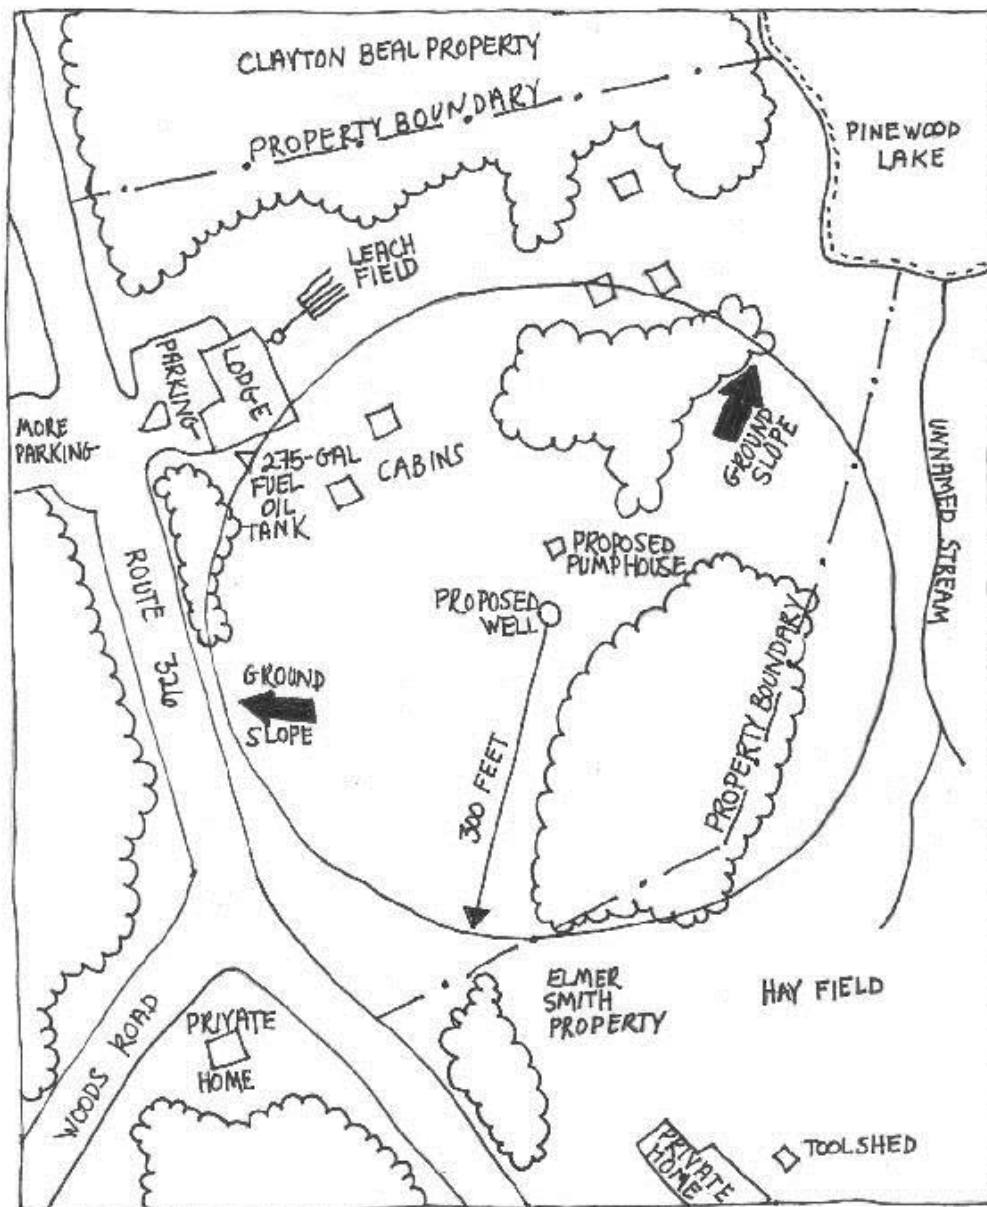 CLAYTON BEAL PROPERTY
PROPERTY BOUNDARY
PINEWOOD
LAKE
LEACH
FIELD
PARKING
LODGE
MORE
PARKING
275-GAL
FUEL
OIL
TANK
CABINS
GROUND
SLOPE
UNNAMED STREAM
PROPOSED
PUMPHOUSE
PROPOSED
WELL
ROUTE 326
GROUND
SLOPE
300 FEET
PROPERTY BOUNDARY
ELMER
SMITH
PROPERTY
HAY FIELD
WOODS ROAD
PRIVATE
HOME
PRIVATE
HOME
TOOLSHED